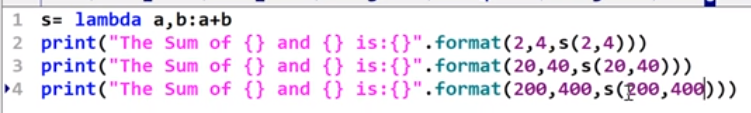 1 s= lambda a,b:a+b
2 print("The Sum of {} and {} is:{}".format(2,4,s(2,4)))
3 print("The Sum of {} and {} is:{}".format(20,40,s(20,40)))
4 print("The Sum of {} and {} is:{}".format(200,400,s(200,400)))